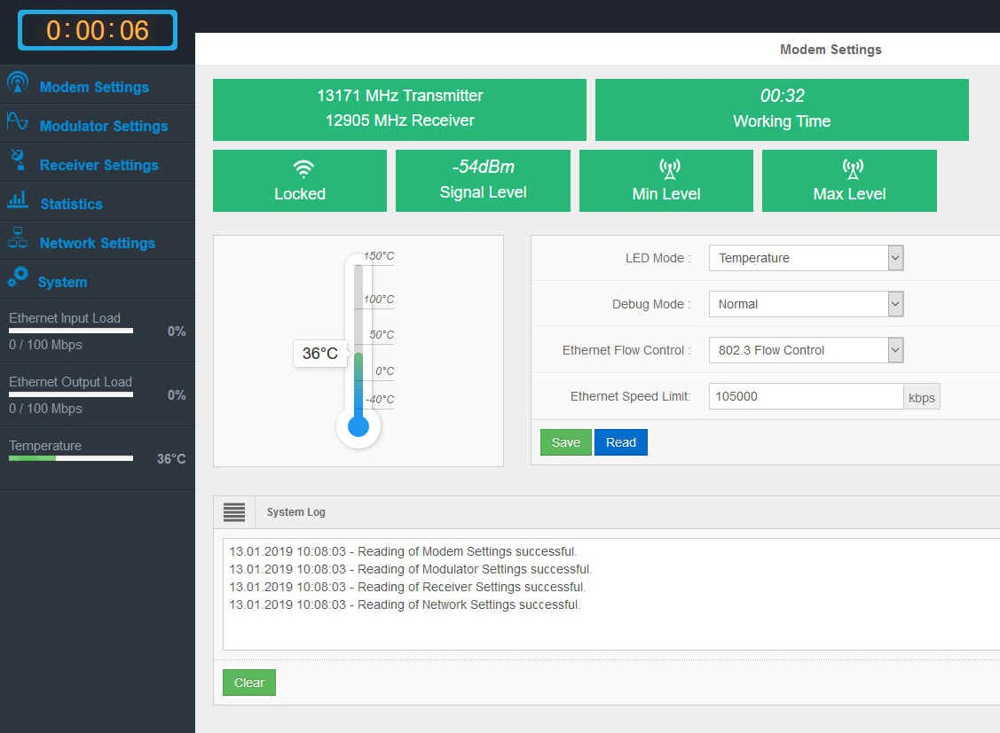 0:00:06
Modem Settings
Modulator Settings
Receiver Settings
Statistics
Network Settings
System
Ethernet Input Load
0%
0 / 100 Mbps
Ethernet Output Load
0%
0 / 100 Mbps
Temperature
36°C
Modem Settings
13171 MHz Transmitter
12905 MHz Receiver
00:32
Working Time
Locked
-54dBm
Signal Level
Min Level
Max Level
150°C
100°C
50°C
36°C
0°C
-40°C
LED Mode : Temperature
Debug Mode : Normal
Ethernet Flow Control : 802.3 Flow Control
Ethernet Speed Limit: 105000 kbps
Save Read
System Log
13.01.2019 10:08:03 - Reading of Modem Settings successful.
13.01.2019 10:08:03 - Reading of Modulator Settings successful.
13.01.2019 10:08:03 - Reading of Receiver Settings successful.
13.01.2019 10:08:03 - Reading of Network Settings successful.
Clear